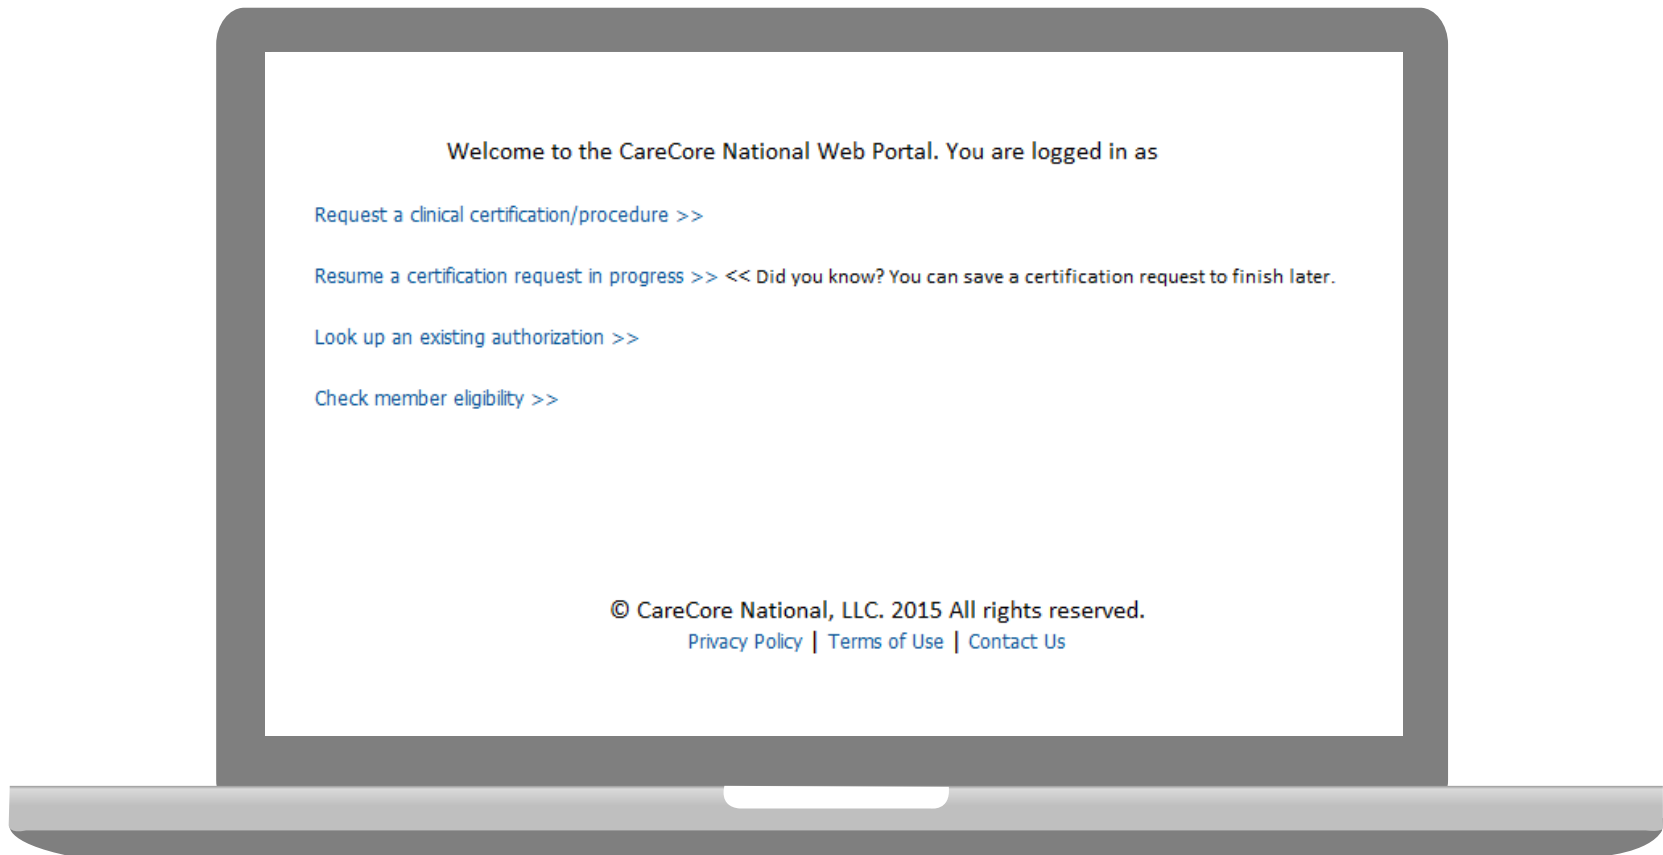 Welcome to the CareCore National Web Portal. You are logged in as
Request a clinical certification/procedure >>
Resume a certification request in progress >> << Did you know? You can save a certification request to finish later.
Look up an existing authorization >>
Check member eligibility >>
© CareCore National, LLC. 2015 All rights reserved.
Privacy Policy | Terms of Use | Contact Us